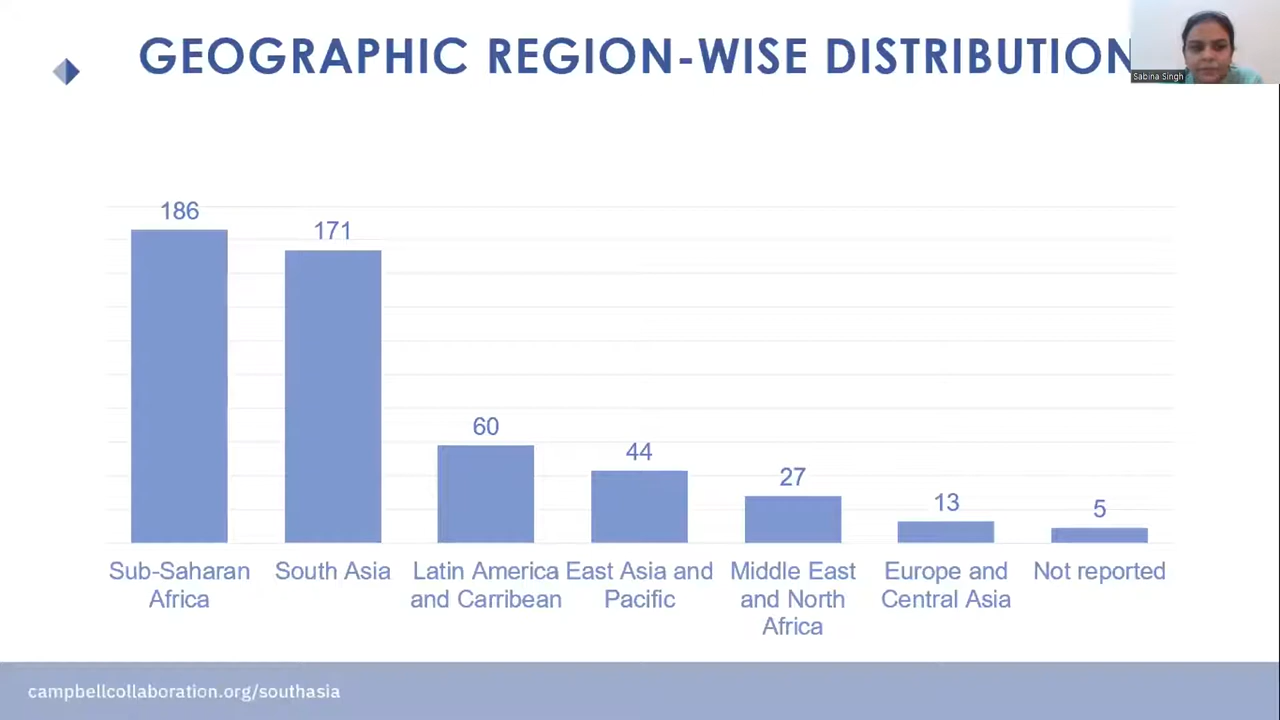 GEOGRAPHIC REGION-WISE DISTRIBUTION
Sabina Singh
186
171
60
44
27
13
5
Sub-Saharan
Africa
South Asia
Latin America
and Carribean
East Asia and
Pacific
Middle East
and North
Africa
Europe and
Central Asia
Not reported
campbellcollaboration.org/southasia